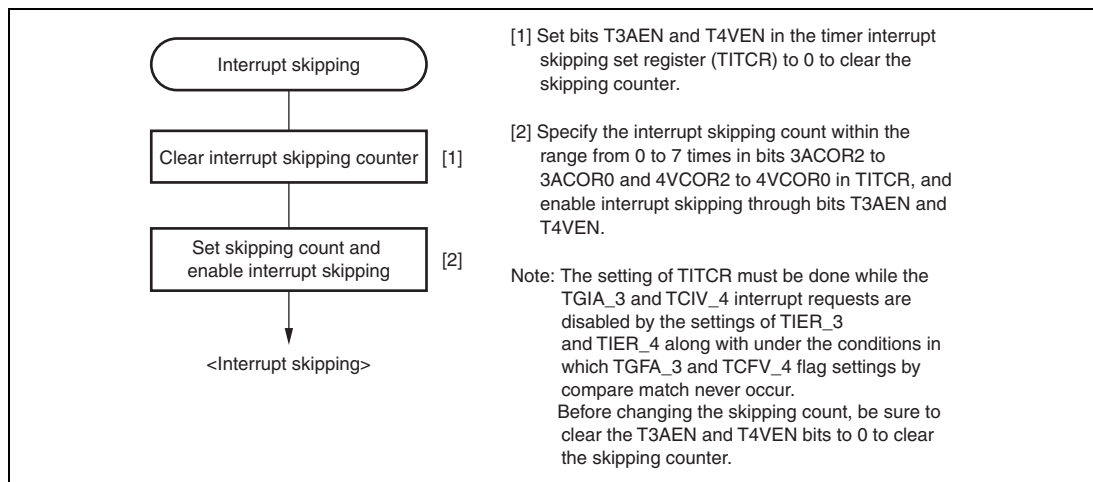 Interrupt skipping
Clear interrupt skipping counter
[1]
Set skipping count and
enable interrupt skipping
[2]
<Interrupt skipping>
[1] Set bits T3AEN and T4VEN in the timer interrupt
skipping set register (TITCR) to 0 to clear the
skipping counter.
[2] Specify the interrupt skipping count within the
range from 0 to 7 times in bits 3ACOR2 to
3ACOR0 and 4VCOR2 to 4VCOR0 in TITCR, and
enable interrupt skipping through bits T3AEN and
T4VEN.
Note: The setting of TITCR must be done while the
TGIA_3 and TCIV_4 interrupt requests are
disabled by the settings of TIER_3
and TIER_4 along with under the conditions in
which TGFA_3 and TCFV_4 flag settings by
compare match never occur.
Before changing the skipping count, be sure to
clear the T3AEN and T4VEN bits to 0 to clear
the skipping counter.